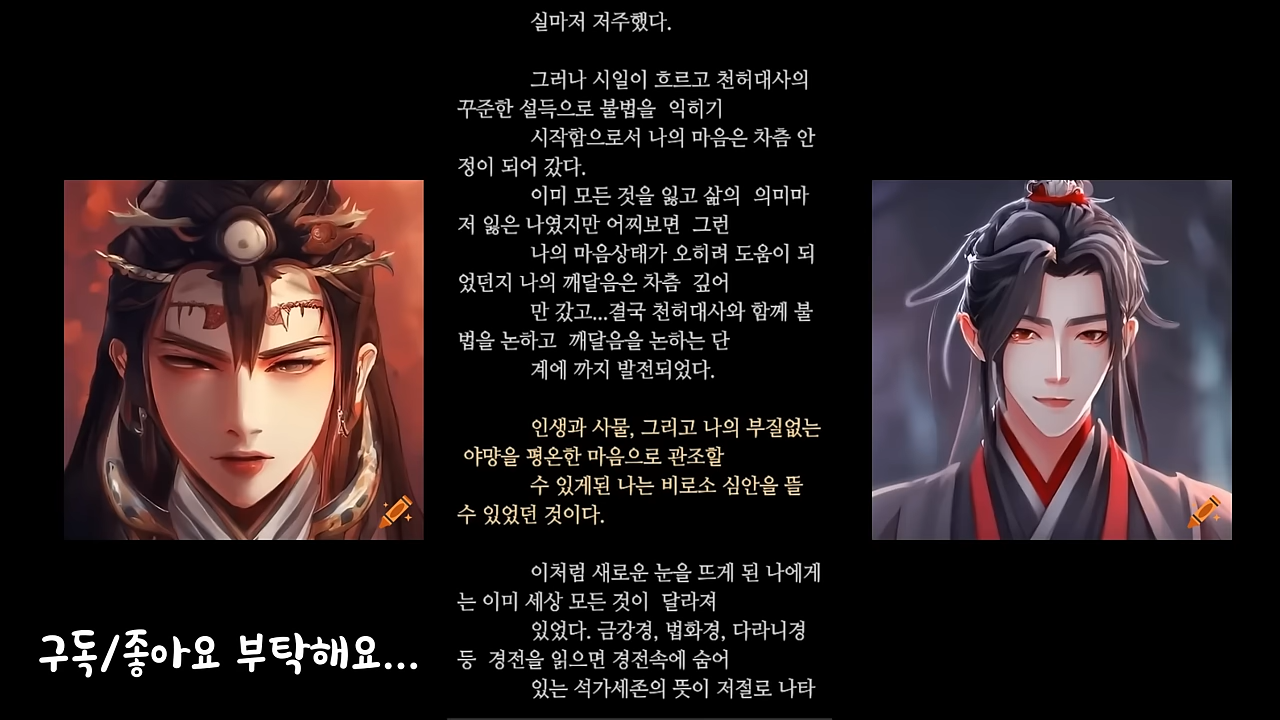 실마저 저주했다.
그러나 시일이 흐르고 천허대사의
꾸준한 설득으로 불법을 익히기
시작함으로서 나의 마음은 차츰 안
정이 되어 갔다.
이미 모든 것을 잃고 삶의 의미마
저 잃은 나였지만 어찌보면 그런
나의 마음상태가 오히려 도움이 되
었던지 나의 깨달음은 차츰 깊어
만 갔고...결국 천허대사와 함께 불
법을 논하고 깨달음을 논하는 단
계에 까지 발전되었다.
인생과 사물, 그리고 나의 부질없는
야먕을 평온한 마음으로 관조할
수 있게된 나는 비로소 심안을 뜰
수 있었던 것이다.
이처럼 새로운 눈을 뜨게 된 나에게
는 이미 세상 모든 것이 달라져
있었다. 금강경, 법화경, 다라니경
등 경전을 읽으면 경전속에 숨어
있는 석가세존의 뜻이 저절로 나타
구독/좋아요 부탁해요...